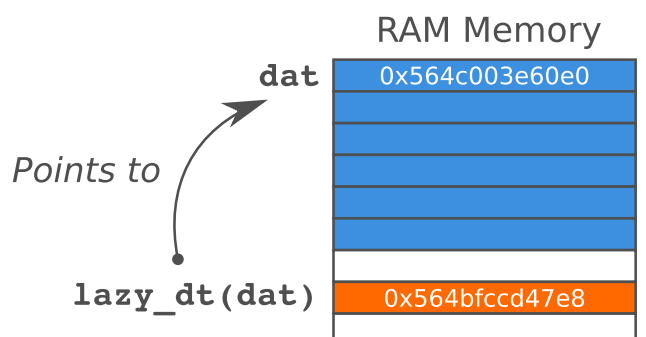 RAM Memory
dat
0x564c003e60e0
Points to
lazy_dt(dat)
0x564bfccd47e8